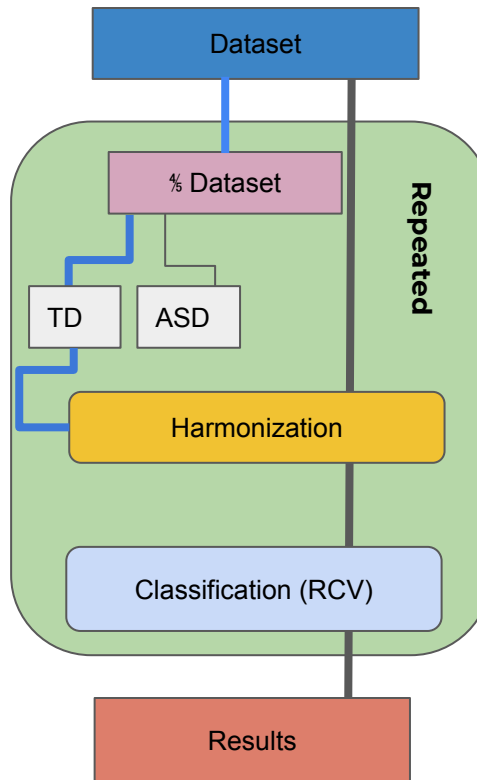 Dataset
⅘ Dataset
Repeated
TD
ASD
Harmonization
Classification (RCV)
Results